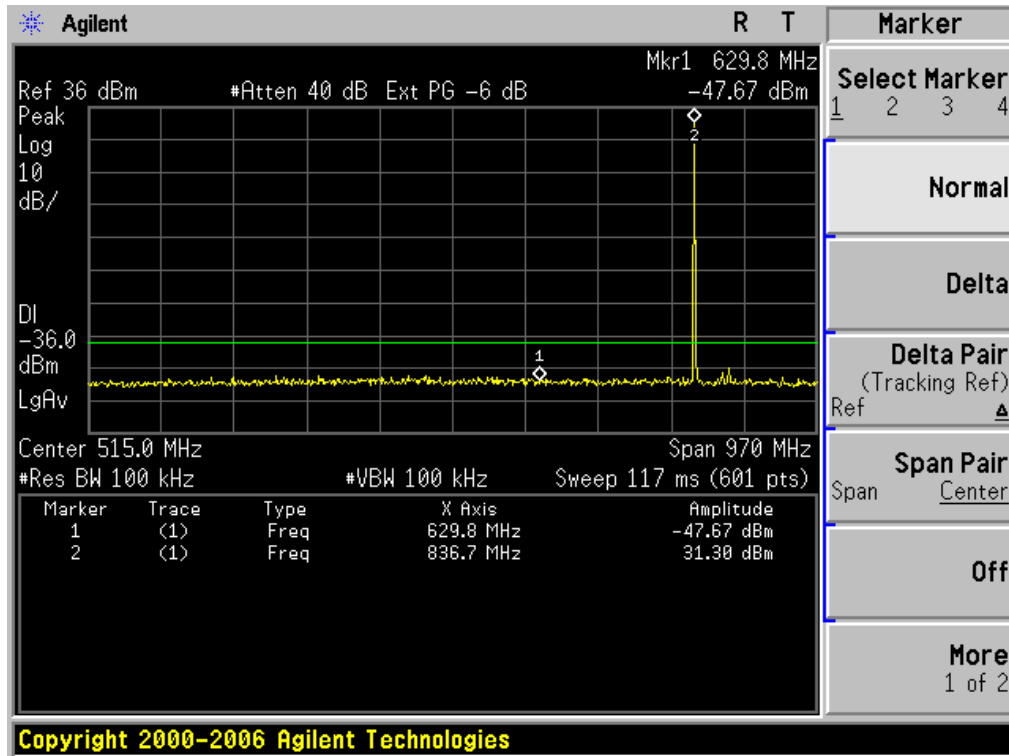 Agilent R T
Mkr1 629.8 MHz
Ref 36 dBm #Atten 40 dB Ext PG -6 dB -47.67 dBm
Peak
Log
10
dB/
2
DI
-36.0
dBm
LgAv
1
Center 515.0 MHz Span 970 MHz
#Res BW 100 kHz #VBW 100 kHz Sweep 117 ms (601 pts)
Marker Trace Type X Axis Amplitude
1 (1) Freq 629.8 MHz -47.67 dBm
2 (1) Freq 836.7 MHz 31.30 dBm
Marker
Select Marker
1 2 3 4
Normal
Delta
Delta Pair
(Tracking Ref)
Ref Δ
Span Pair
Span Center
Off
More
1 of 2
Copyright 2000-2006 Agilent Technologies